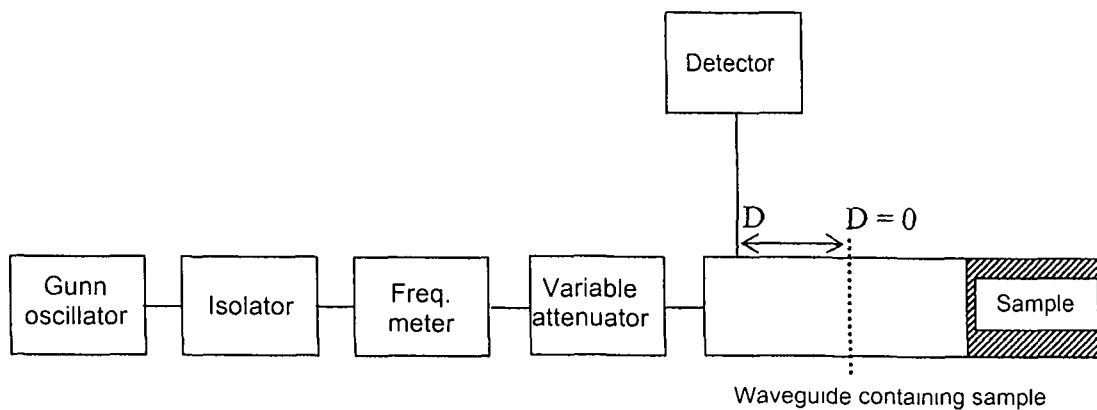 Detector
D
D = 0
Gunn
oscillator
Isolator
Freq.
meter
Variable
attenuator
Sample
Waveguide containing sample